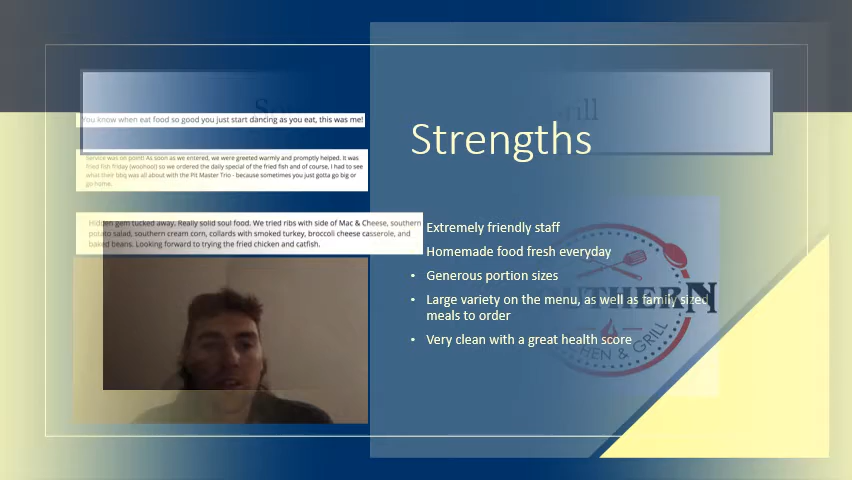 You know when eat food so good you just start dancing as you eat, this was me!
Service was on point! As soon as we entered, we were greeted warmly and promptly helped. It was
fried fish friday (woohoo) so we ordered the daily special of the fried fish and of course, I had to see
what their bbq was all about with the Pit Master Trio - because sometimes you just gotta go big or
go home.
Hidden gem tucked away. Really solid soul food. We tried ribs with side of Mac & Cheese, southern
potato salad, southern cream corn, collards with smoked turkey, broccoli cheese casserole, and
baked beans. Looking forward to trying the fried chicken and catfish.
Strengths
Extremely friendly staff
Homemade food fresh everyday
• Generous portion sizes
• Large variety on the menu, as well as family sized
meals to order
• Very clean with a great health score
SOUTHERN
KITCHEN & GRILL